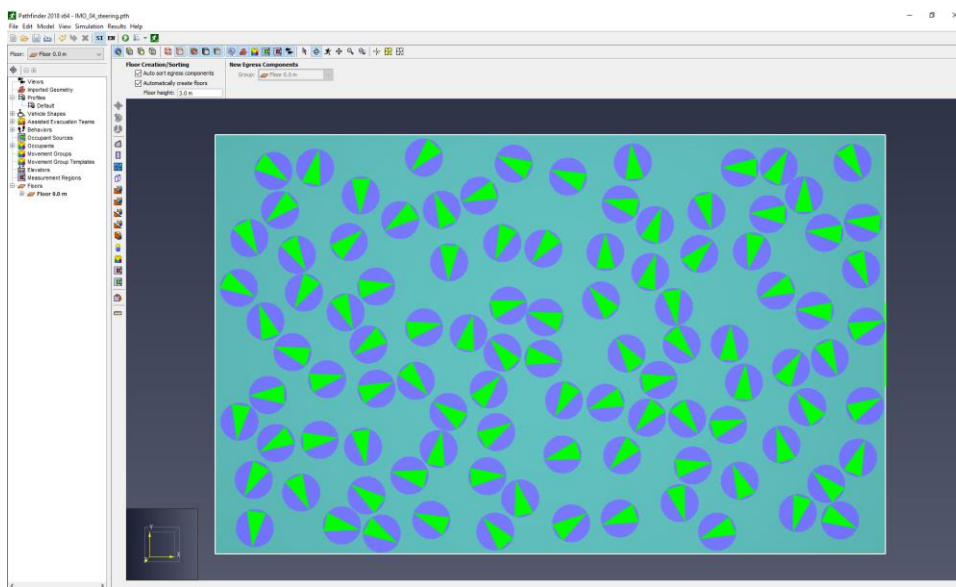 Pathfinder 2018 x64 - IMO_04_steering.pth
File Edit Model View Simulation Results Help
Floor: Floor 0.0 m
Floor Creation/Sorting
New Egress Components
Auto sort egress components
Group: Floor 0.0 m
Automatically create floors
Floor height: 3.0 m
Views
Imported Geometry
Profiles
Default
Vehicle Shapes
Assisted Evacuation Teams
Behaviors
Occupant Sources
Occupants
Movement Groups
Movement Group Templates
Elevators
Measurement Regions
Floors
Floor 0.0 m
Y
X